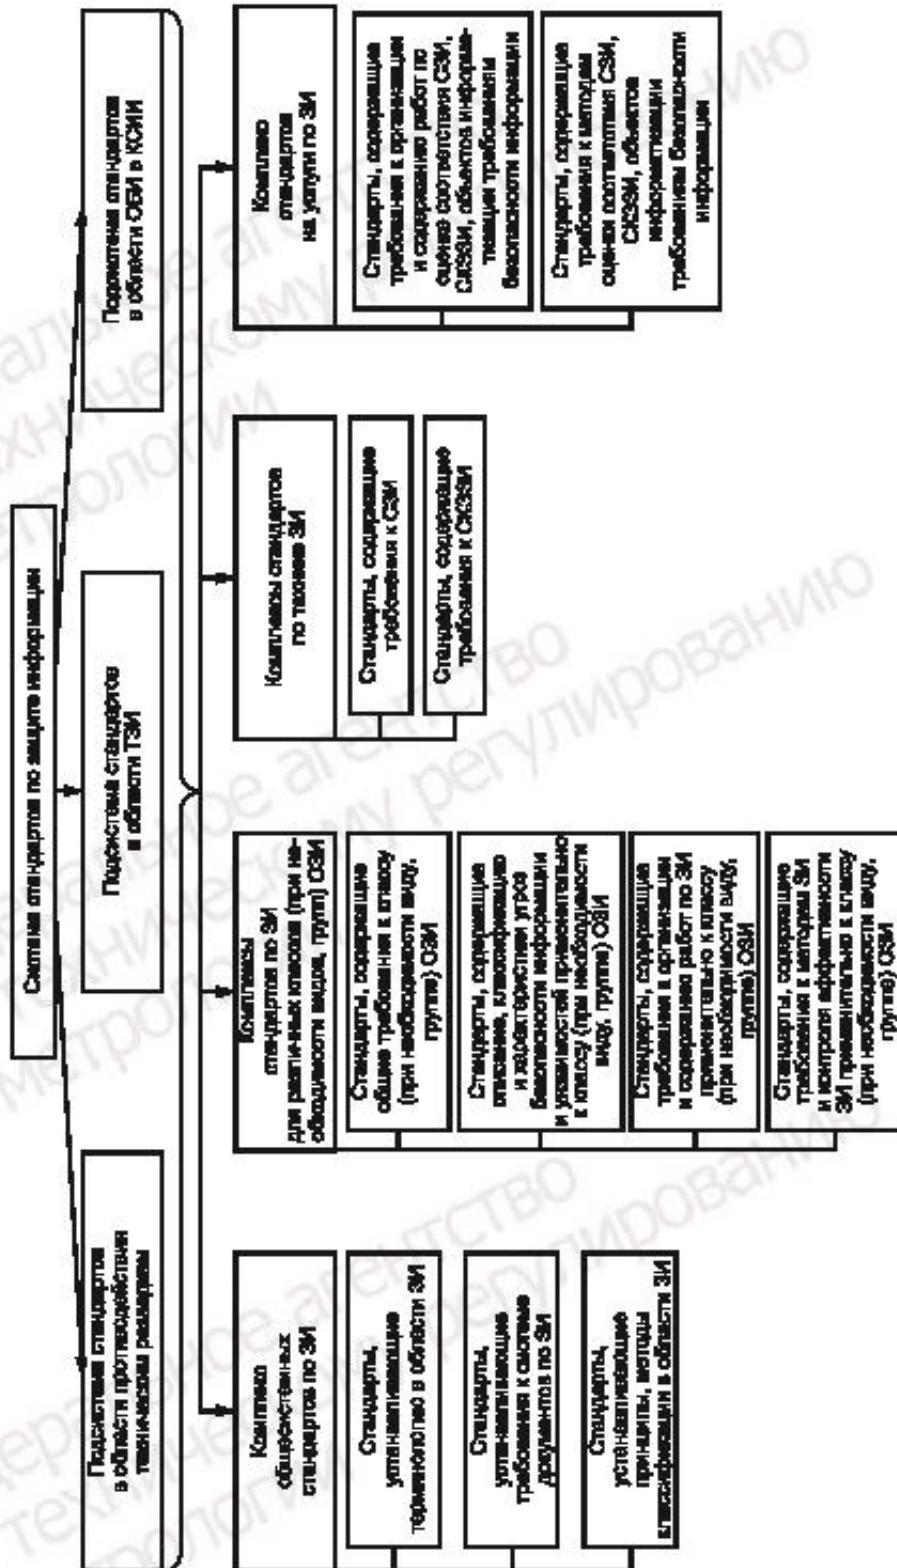 Система стандартов по защите информации
Подсистема стандартов
в области противодействия
техническим разведкам
Подсистема стандартов
в области ТЗИ
Подсистема стандартов
в области ОБИ в КСИИ
Комплекс
общесистемных
стандартов по ЗИ
Стандарты,
устанавливающие
терминологию в области ЗИ
Стандарты,
устанавливающие
требования к системе
документов по ЗИ
Стандарты,
устанавливающие
принципы, методы
классификации в области ЗИ
Комплексы
стандартов по ЗИ
для различных классов (при не-
обходимости видов, групп) ОЗИ
Стандарты, содержащие
общие требования к классу
(при необходимости виду,
группе) ОЗИ
Стандарты, содержащие
описание, классификацию
и характеристики угроз
безопасности информации
и уязвимостей применительно
к классу (при необходимости
виду, группе) ОЗИ
Стандарты, содержащие
требования к организации
и содержанию работ по ЗИ
применительно к классу
(при необходимости виду,
группе) ОЗИ
Стандарты, содержащие
требования к методам ЗИ
и контроля эффективности
ЗИ применительно к классу
(при необходимости виду,
группе) ОЗИ
Комплексы стандартов
по технике ЗИ
Стандарты, содержащие
требования к СЗИ
Стандарты, содержащие
требования к СКЭЗИ
Комплекс
стандартов
на услуги по ЗИ
Стандарты, содержащие
требования к организации
и содержанию работ по
оценке соответствия СЗИ,
СКЭЗИ, объектов информа-
тизации требованиям
безопасности информации
Стандарты, содержащие
требования к методам
оценки соответствия СЗИ,
СКЭЗИ, объектов
информатизации
требованиям безопасности
информации